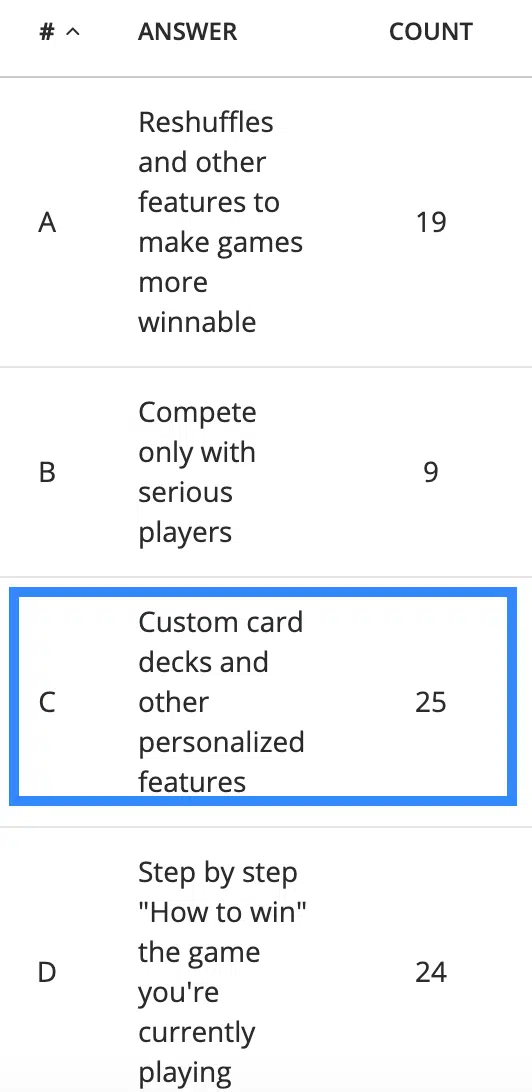 # ANSWER COUNT
Reshuffles
and other
features to
A make games 19
more
winnable
Compete
only with
B serious 9
players
Custom card
decks and
C other 25
personalized
features
Step by step
"How to win"
the game
D you're 24
currently
playing